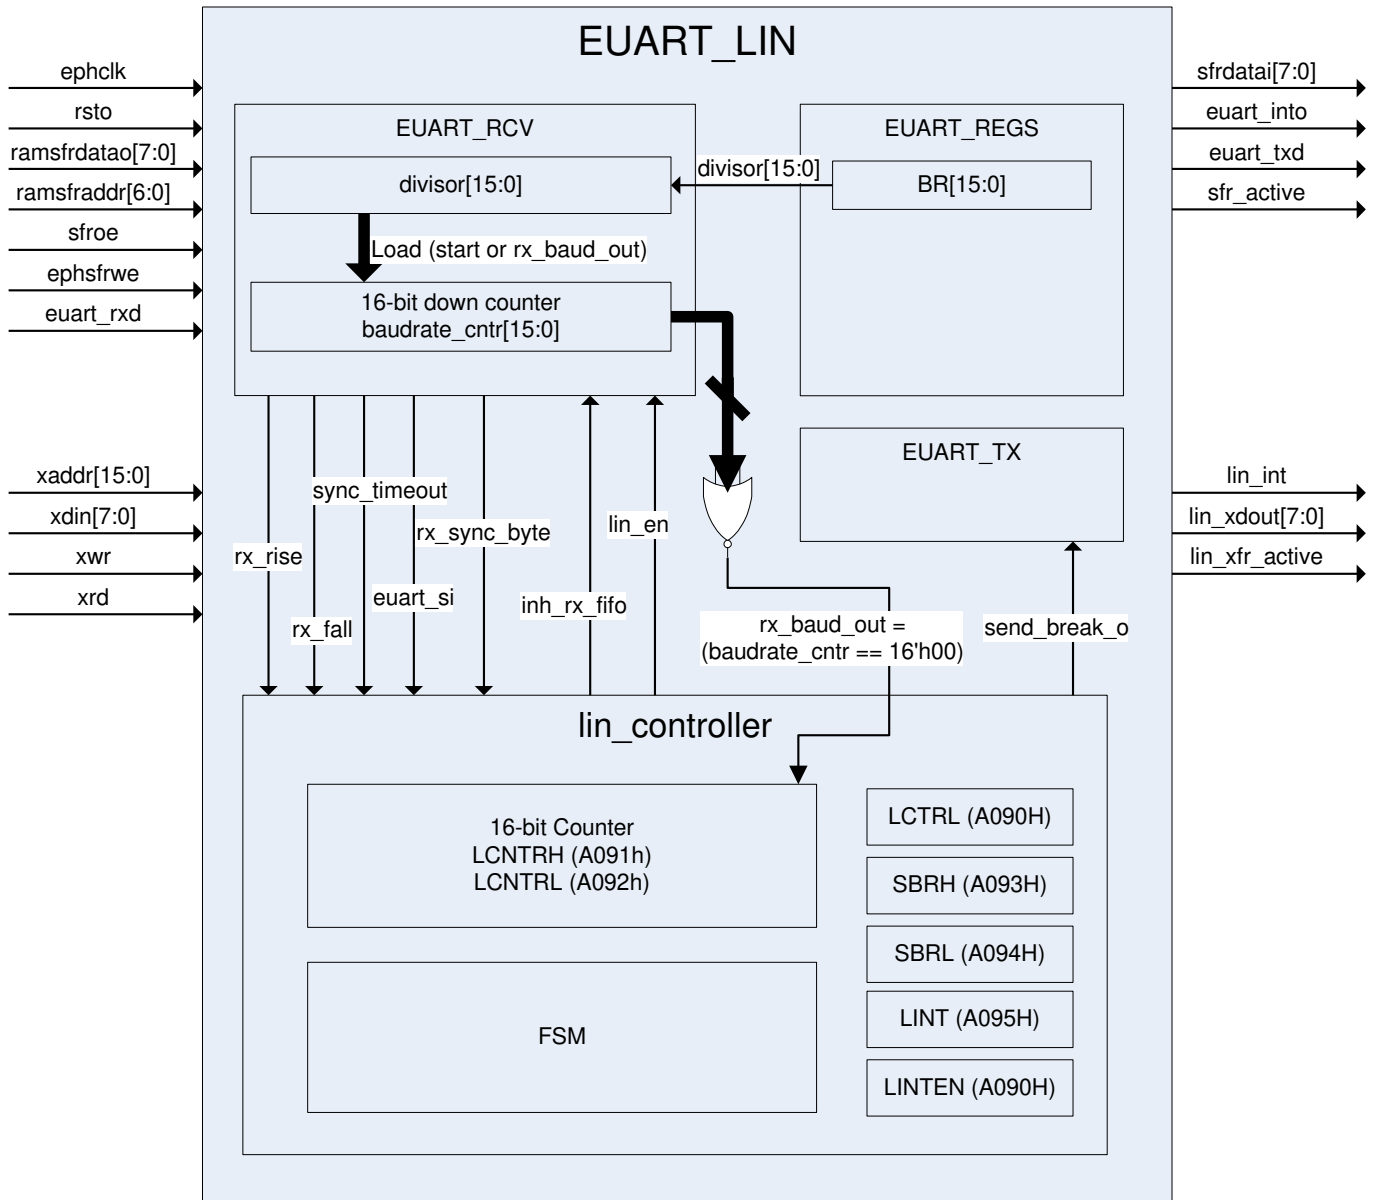 EUART_LIN
ephclk
rsto
ramsfrdatao[7:0]
ramsfraddr[6:0]
sfroe
ephsfrwe
euart_rxd
xaddr[15:0]
xdin[7:0]
xwr
xrd
EUART_RCV
divisor[15:0]
Load (start or rx_baud_out)
16-bit down counter
baudrate_cntr[15:0]
divisor[15:0]
EUART_REGS
BR[15:0]
EUART_TX
sfrdatai[7:0]
euart_into
euart_txd
sfr_active
lin_int
lin_xdout[7:0]
lin_xfr_active
rx_rise
rx_fall
sync_timeout
euart_si
rx_sync_byte
inh_rx_fifo
lin_en
rx_baud_out =
(baudrate_cntr == 16'h00)
send_break_o
lin_controller
16-bit Counter
LCNTRH (A091h)
LCNTRL (A092h)
FSM
LCTRL (A090H)
SBRH (A093H)
SBRL (A094H)
LINT (A095H)
LINTEN (A090H)